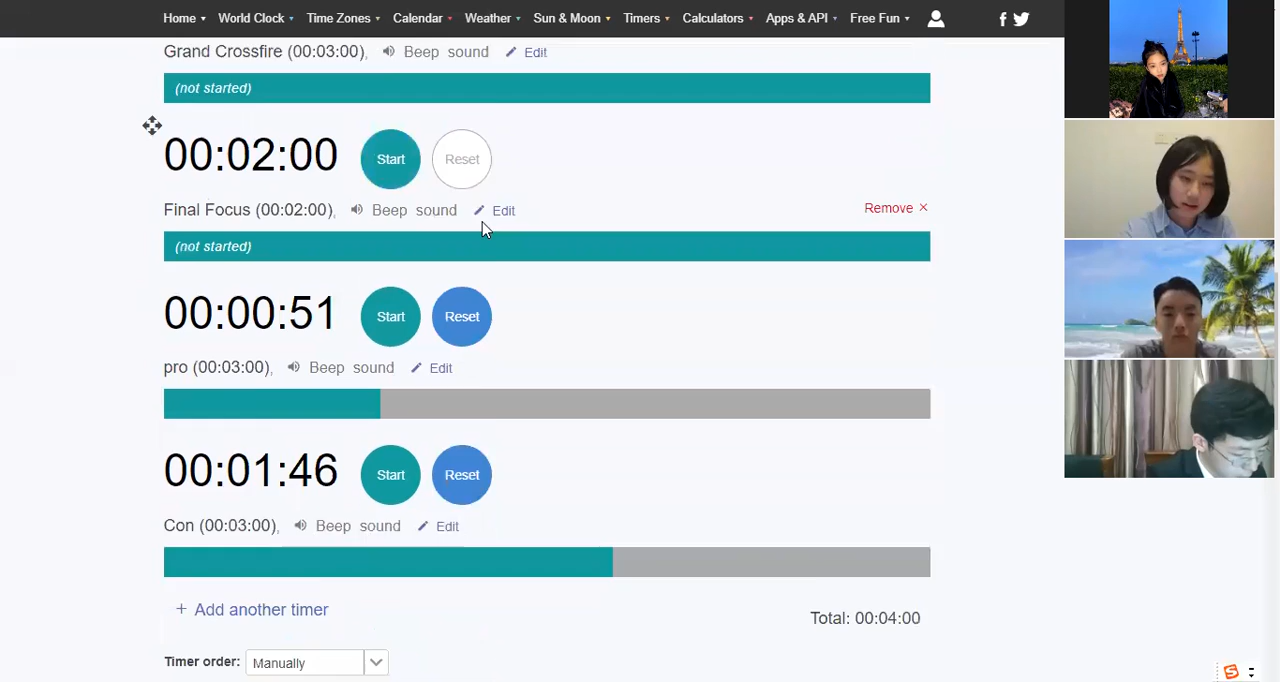 Home World Clock Time Zones Calendar Weather Sun & Moon Timers Calculators Apps & API Free Fun
Grand Crossfire (00:03:00), Beep sound Edit
(not started)
00:02:00 Start Reset
Final Focus (00:02:00), Beep sound Edit Remove ×
(not started)
00:00:51 Start Reset
pro (00:03:00), Beep sound Edit
00:01:46 Start Reset
Con (00:03:00), Beep sound Edit
+ Add another timer
Total: 00:04:00
Timer order: Manually